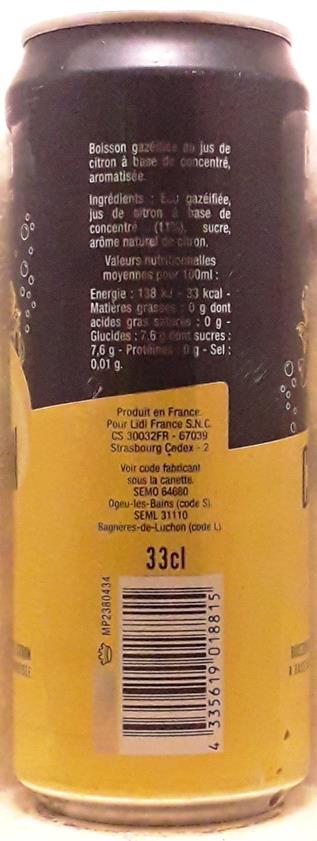 Boisson gazéifiée au jus de
citron à base de concentré,
aromatisée.
Ingrédients : Eau gazéifiée,
jus de citron à base de
concentré (11%), sucre,
arôme naturel de citron.
Valeurs nutritionnelles
moyennes pour 100ml :
Energie : 138 kJ - 33 kcal -
Matières grasses : 0 g dont
acides gras saturés : 0 g -
Glucides : 7,6 g dont sucres :
7,6 g - Protéines : 0 g - Sel :
0,01 g.
Produit en France.
Pour Lidl France S.N.C.
CS 30032FR - 67039
Strasbourg Cedex - 2
Voir code fabricant
sous la canette.
SEMO 64680
Ogeu-les-Bains (code S).
SEML 31110
Bagnères-de-Luchon (code L).
33cl
MP2380434
4 335619 018815